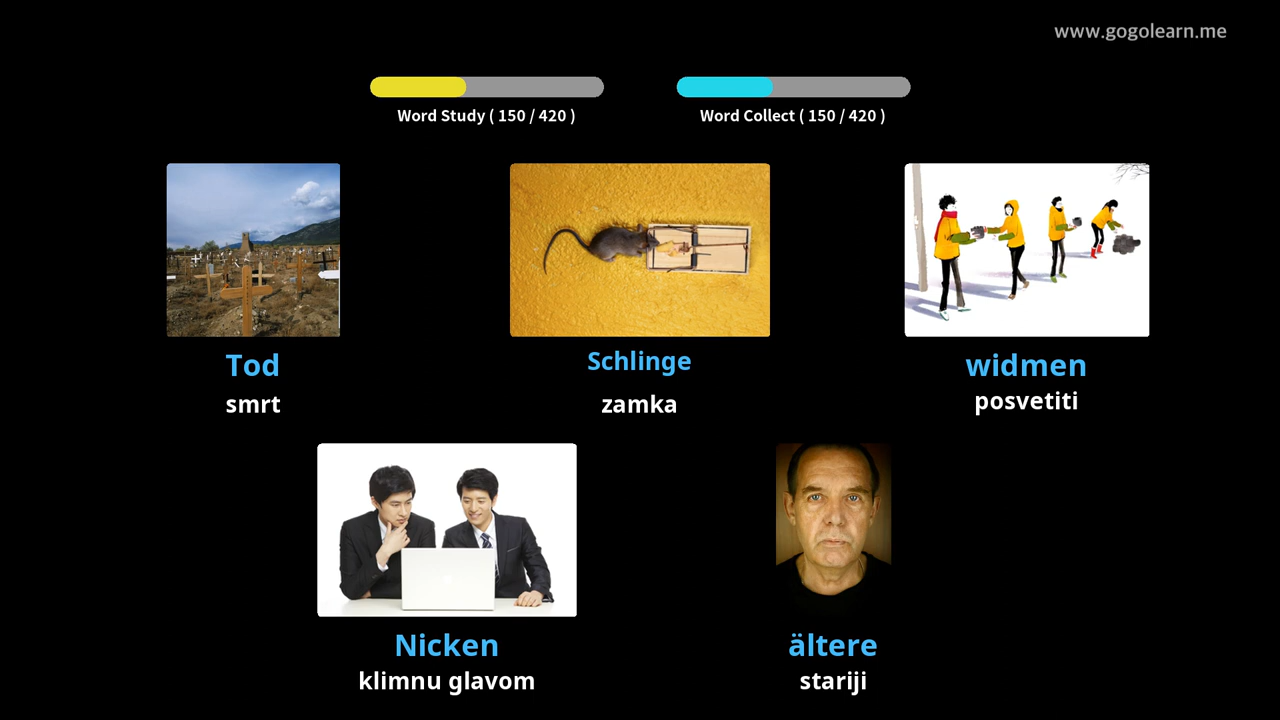 www.gogolearn.me
Word Study ( 150 / 420 )
Word Collect ( 150 / 420 )
Tod
smrt
Schlinge
zamka
widmen
posvetiti
Nicken
klimnu glavom
ältere
stariji